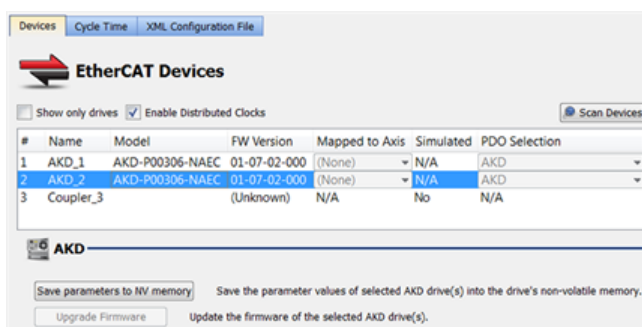 Devices Cycle Time XML Configuration File
EtherCAT Devices
Show only drives Enable Distributed Clocks Scan Devices
# Name Model FW Version Mapped to Axis Simulated PDO Selection
1 AKD_1 AKD-P00306-NAEC 01-07-02-000 (None) N/A AKD
2 AKD_2 AKD-P00306-NAEC 01-07-02-000 (None) N/A AKD
3 Coupler_3 (Unknown) N/A No N/A
AKD
Save parameters to NV memory Save the parameter values of selected AKD drive(s) into the drive's non-volatile memory.
Upgrade Firmware Update the firmware of the selected AKD drive(s).